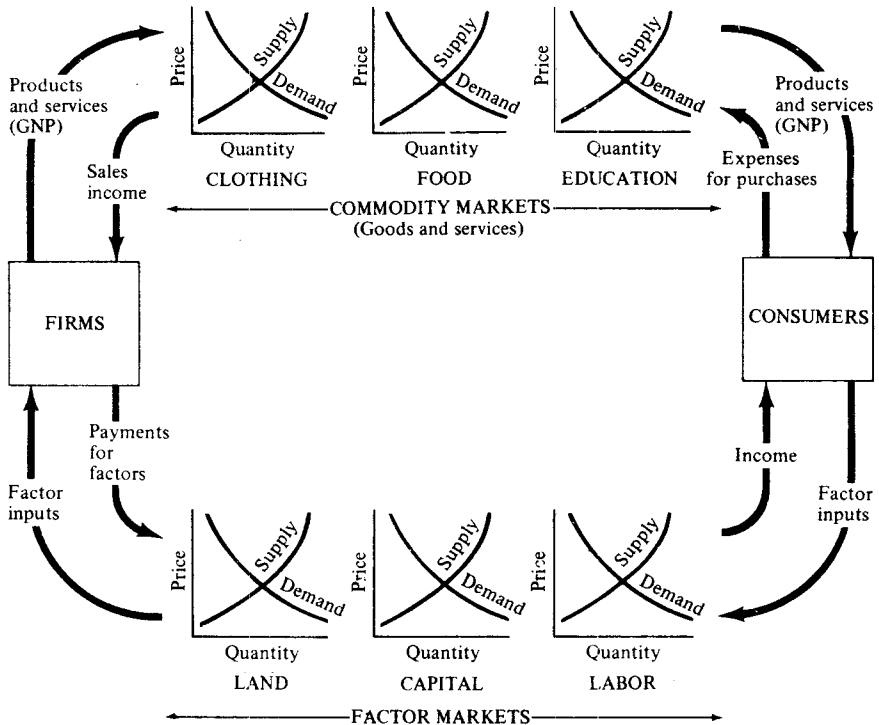 Price
Supply
Demand
Quantity
CLOTHING
Price
Supply
Demand
Quantity
FOOD
Price
Supply
Demand
Quantity
EDUCATION
Products
and services
(GNP)
Sales
income
Products
and services
(GNP)
Expenses
for purchases
COMMODITY MARKETS
(Goods and services)
FIRMS
CONSUMERS
Payments
for
factors
Factor
inputs
Income
Factor
inputs
Price
Supply
Demand
Quantity
LAND
Price
Supply
Demand
Quantity
CAPITAL
Price
Supply
Demand
Quantity
LABOR
FACTOR MARKETS